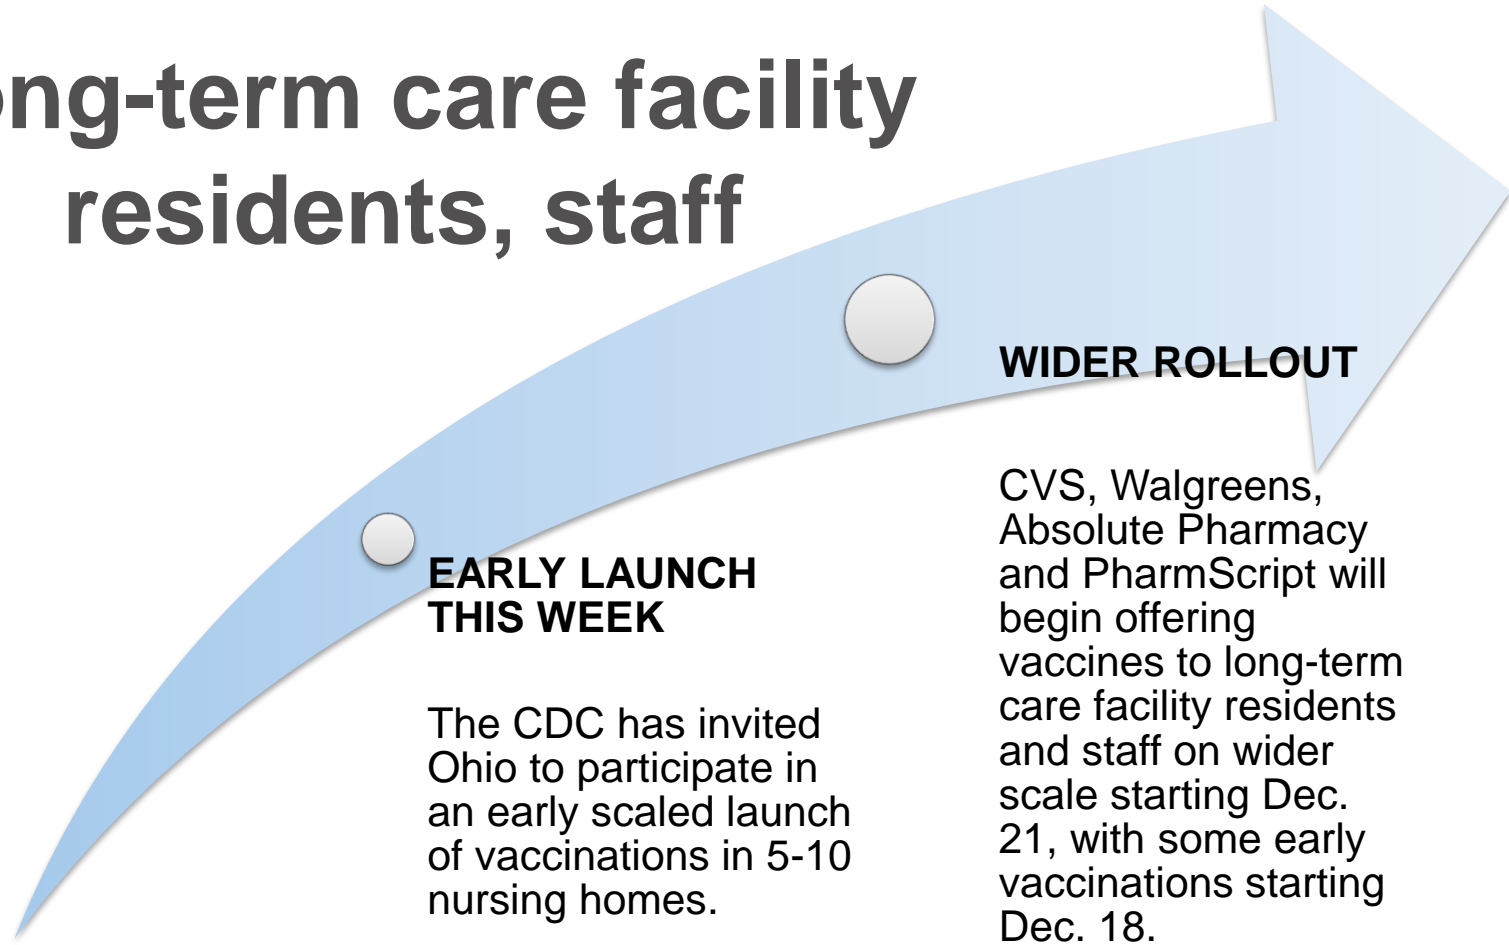 ong-term care facility
residents, staff
WIDER ROLLOUT
CVS, Walgreens,
Absolute Pharmacy
and PharmScript will
begin offering
vaccines to long-term
care facility residents
and staff on wider
scale starting Dec.
21, with some early
vaccinations starting
Dec. 18.
EARLY LAUNCH
THIS WEEK
The CDC has invited
Ohio to participate in
an early scaled launch
of vaccinations in 5-10
nursing homes.